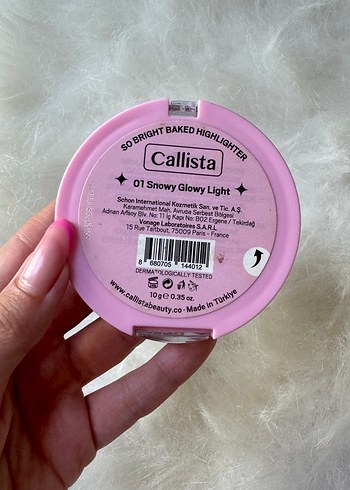 SO BRIGHT BAKED HIGHLIGHTER
Callista
01 Snowy Glowy Light
Schon International Kozmetik San. ve Tic. A.Ş.
Karamehmet Mah. Avrupa Serbest Bölgesi
Adnan Aftsoy Blv. No: 11 İg Kapı No: B02 Ergene / Tekirdağ
Vonage Laboratoires S.A.R.L
15 Rue Taitbout, 75009 Paris - France
8 680705 144012
DERMATOLOGICALLY TESTED
10 g ℮ 0.35 oz.
www.callistabeauty.co · Made in Türkiye